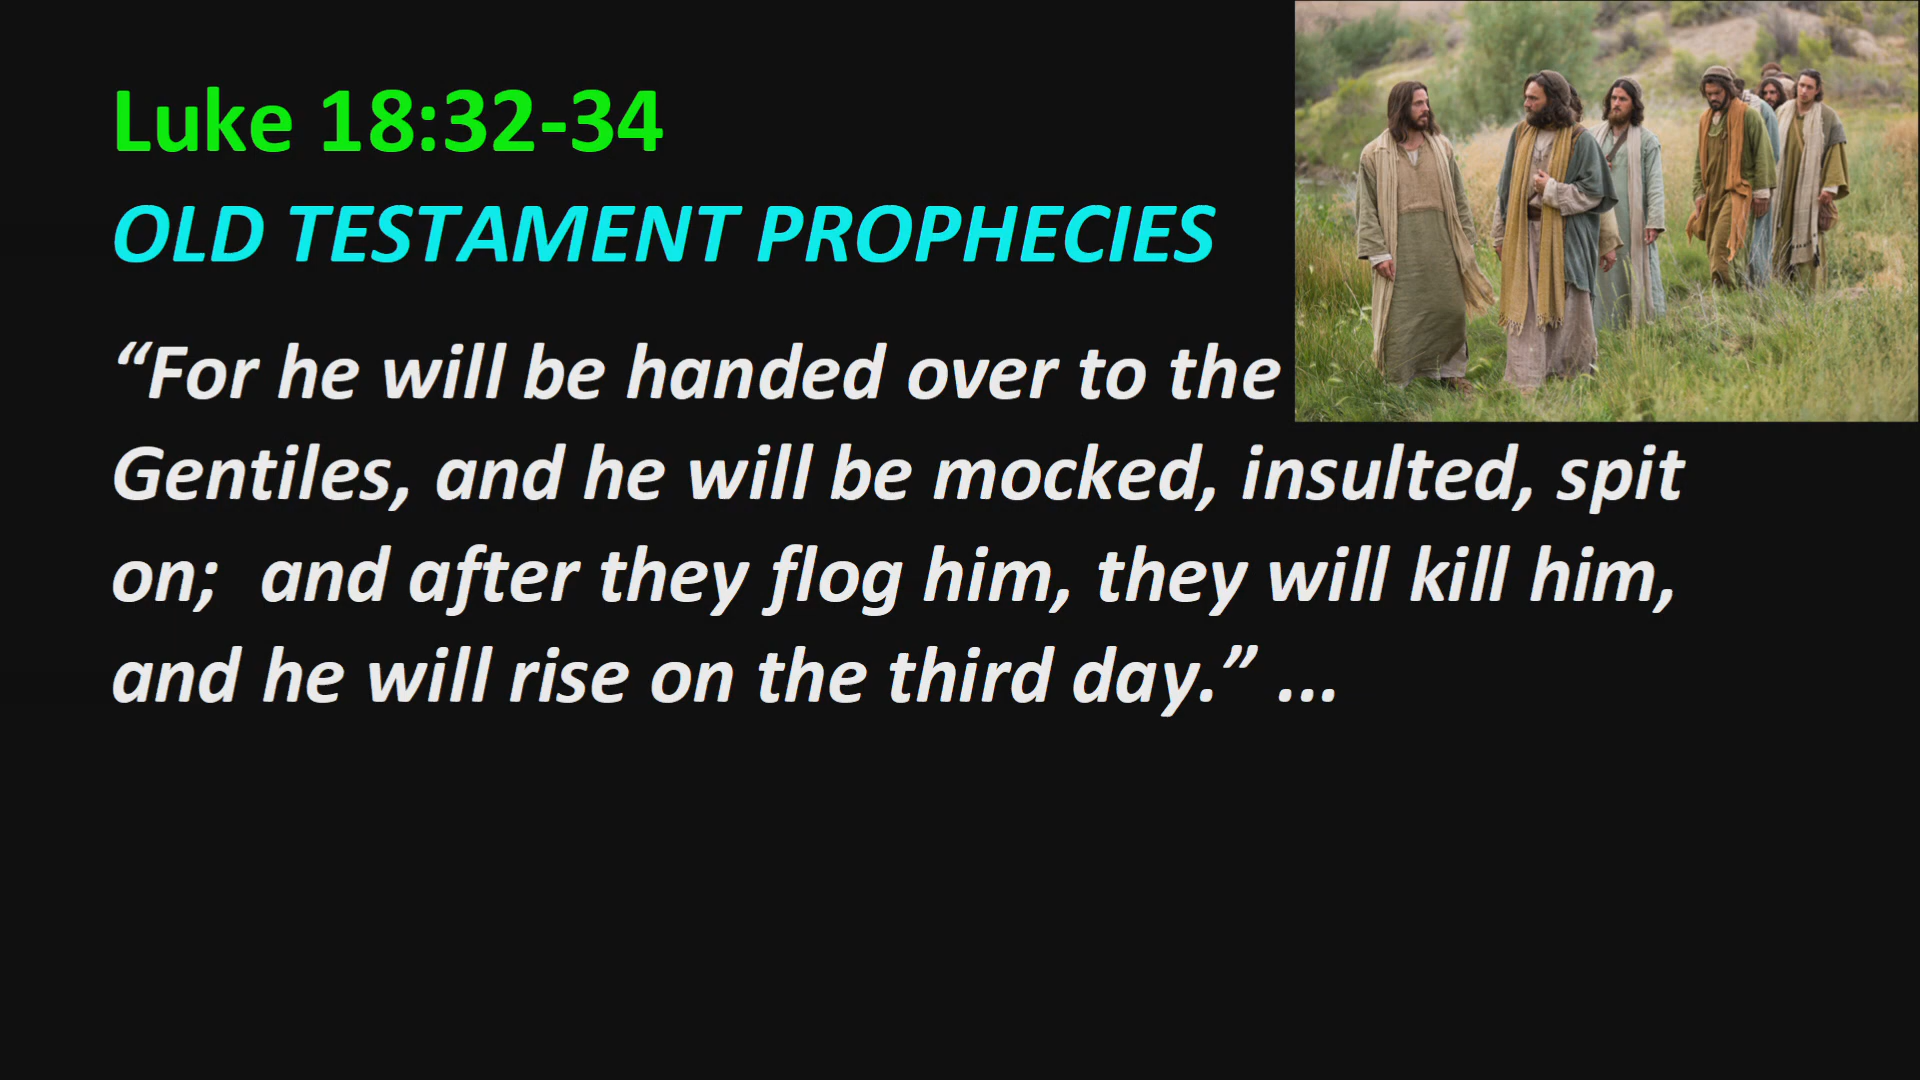 Luke 18:32-34
OLD TESTAMENT PROPHECIES
“For he will be handed over to the
Gentiles, and he will be mocked, insulted, spit
on;  and after they flog him, they will kill him,
and he will rise on the third day.” ...